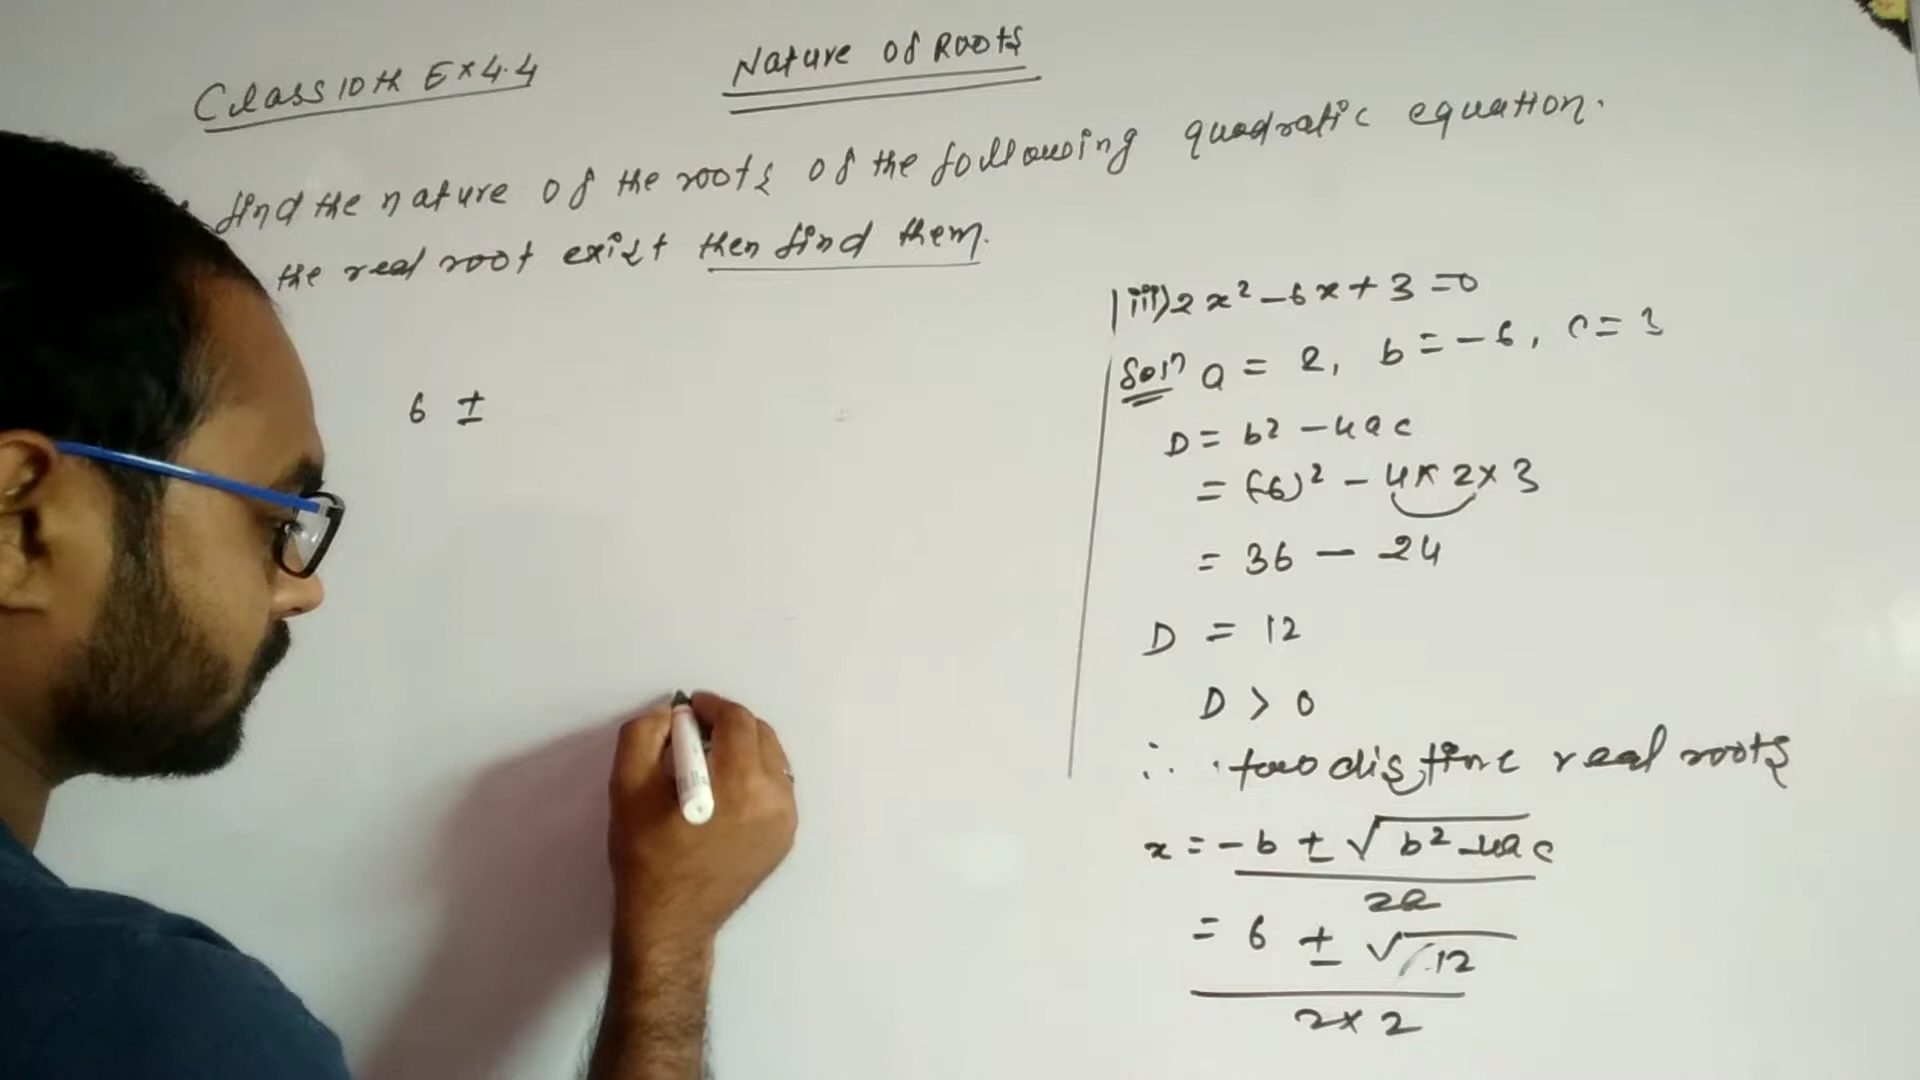 Class 10th Ex 4.4
Nature of Roots
find the nature of the roots of the following quadratic equation.
the real root exist then find them.
6 ±
iii) 2x² - 6x + 3 = 0
Solⁿ a = 2, b = -6, c = 3
D = b² - 4ac
= (-6)² - 4 × 2 × 3
= 36 - 24
D = 12
D > 0
∴ two distinc real roots
x = -b ± √b² - 4ac
2a
= 6 ± √12
2 × 2